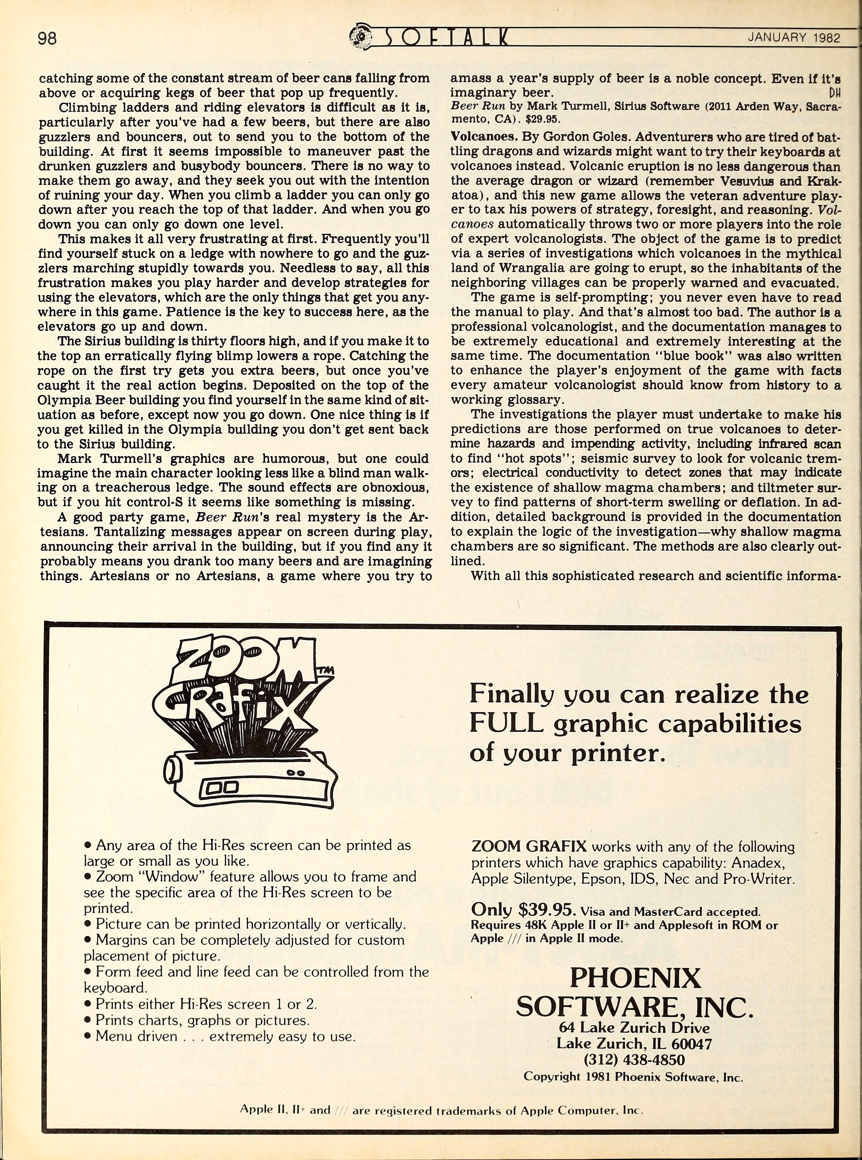 98
SOFTALK
JANUARY 1982
catching some of the constant stream of beer cans falling from
above or acquiring kegs of beer that pop up frequently.
Climbing ladders and riding elevators is difficult as it is,
particularly after you've had a few beers, but there are also
guzzlers and bouncers, out to send you to the bottom of the
building. At first it seems impossible to maneuver past the
drunken guzzlers and busybody bouncers. There is no way to
make them go away, and they seek you out with the intention
of ruining your day. When you climb a ladder you can only go
down after you reach the top of that ladder. And when you go
down you can only go down one level.
This makes it all very frustrating at first. Frequently you'll
find yourself stuck on a ledge with nowhere to go and the guz-
zlers marching stupidly towards you. Needless to say, all this
frustration makes you play harder and develop strategies for
using the elevators, which are the only things that get you any-
where in this game. Patience is the key to success here, as the
elevators go up and down.
The Sirius building is thirty floors high, and if you make it to
the top an erratically flying blimp lowers a rope. Catching the
rope on the first try gets you extra beers, but once you've
caught it the real action begins. Deposited on the top of the
Olympia Beer building you find yourself in the same kind of sit-
uation as before, except now you go down. One nice thing is if
you get killed in the Olympia building you don't get sent back
to the Sirius building.
Mark Turmell's graphics are humorous, but one could
imagine the main character looking less like a blind man walk-
ing on a treacherous ledge. The sound effects are obnoxious,
but if you hit control-S it seems like something is missing.
A good party game, Beer Run's real mystery is the Ar-
tesians. Tantalizing messages appear on screen during play,
announcing their arrival in the building, but if you find any it
probably means you drank too many beers and are imagining
things. Artesians or no Artesians, a game where you try to
amass a year's supply of beer is a noble concept. Even if it's
imaginary beer. DH
Beer Run by Mark Turmell, Sirius Software (2011 Arden Way, Sacra-
mento, CA). $29.95.
Volcanoes. By Gordon Goles. Adventurers who are tired of bat-
tling dragons and wizards might want to try their keyboards at
volcanoes instead. Volcanic eruption is no less dangerous than
the average dragon or wizard (remember Vesuvius and Krak-
atoa), and this new game allows the veteran adventure play-
er to tax his powers of strategy, foresight, and reasoning. Vol-
canoes automatically throws two or more players into the role
of expert volcanologists. The object of the game is to predict
via a series of investigations which volcanoes in the mythical
land of Wrangalia are going to erupt, so the inhabitants of the
neighboring villages can be properly warned and evacuated.
The game is self-prompting; you never even have to read
the manual to play. And that's almost too bad. The author is a
professional volcanologist, and the documentation manages to
be extremely educational and extremely interesting at the
same time. The documentation "blue book" was also written
to enhance the player's enjoyment of the game with facts
every amateur volcanologist should know from history to a
working glossary.
The investigations the player must undertake to make his
predictions are those performed on true volcanoes to deter-
mine hazards and impending activity, including infrared scan
to find "hot spots"; seismic survey to look for volcanic trem-
ors; electrical conductivity to detect zones that may indicate
the existence of shallow magma chambers; and tiltmeter sur-
vey to find patterns of short-term swelling or deflation. In ad-
dition, detailed background is provided in the documentation
to explain the logic of the investigation—why shallow magma
chambers are so significant. The methods are also clearly out-
lined.
With all this sophisticated research and scientific informa-
ZOOM
GRafiX™
Finally you can realize the
FULL graphic capabilities
of your printer.
• Any area of the Hi-Res screen can be printed as
large or small as you like.
• Zoom "Window" feature allows you to frame and
see the specific area of the Hi-Res screen to be
printed.
• Picture can be printed horizontally or vertically.
• Margins can be completely adjusted for custom
placement of picture.
• Form feed and line feed can be controlled from the
keyboard.
• Prints either Hi-Res screen 1 or 2.
• Prints charts, graphs or pictures.
• Menu driven . . . extremely easy to use.
ZOOM GRAFIX works with any of the following
printers which have graphics capability: Anadex,
Apple Silentype, Epson, IDS, Nec and Pro-Writer.
Only $39.95. Visa and MasterCard accepted.
Requires 48K Apple II or II+ and Applesoft in ROM or
Apple /// in Apple II mode.
PHOENIX
SOFTWARE, INC.
64 Lake Zurich Drive
Lake Zurich, IL 60047
(312) 438-4850
Copyright 1981 Phoenix Software, Inc.
Apple II, II+ and /// are registered trademarks of Apple Computer, Inc.